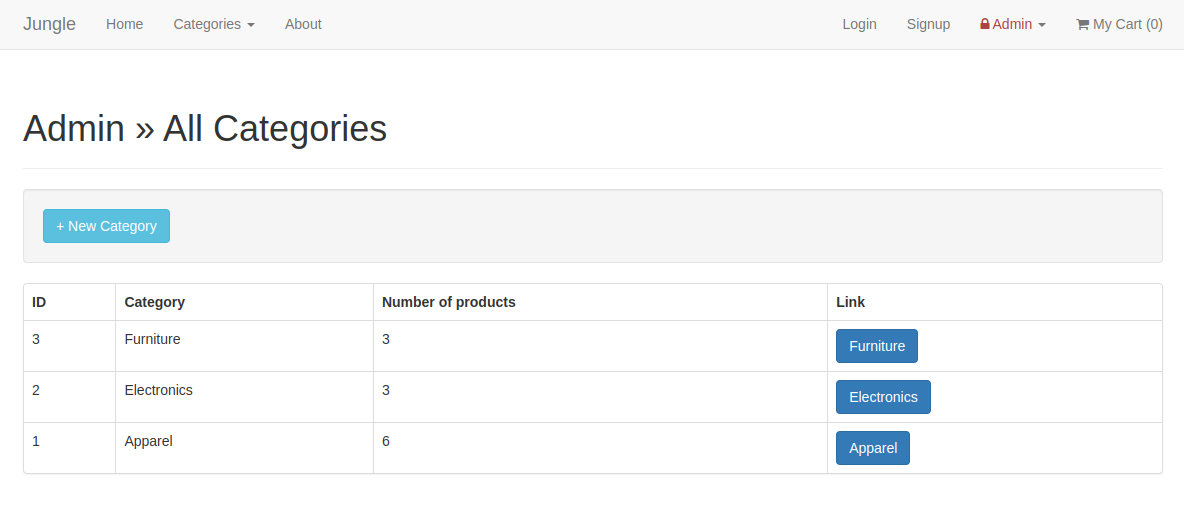 Jungle Home Categories About Login Signup Admin My Cart (0)
Admin » All Categories
+ New Category
ID Category Number of products Link
3 Furniture 3 Furniture
2 Electronics 3 Electronics
1 Apparel 6 Apparel